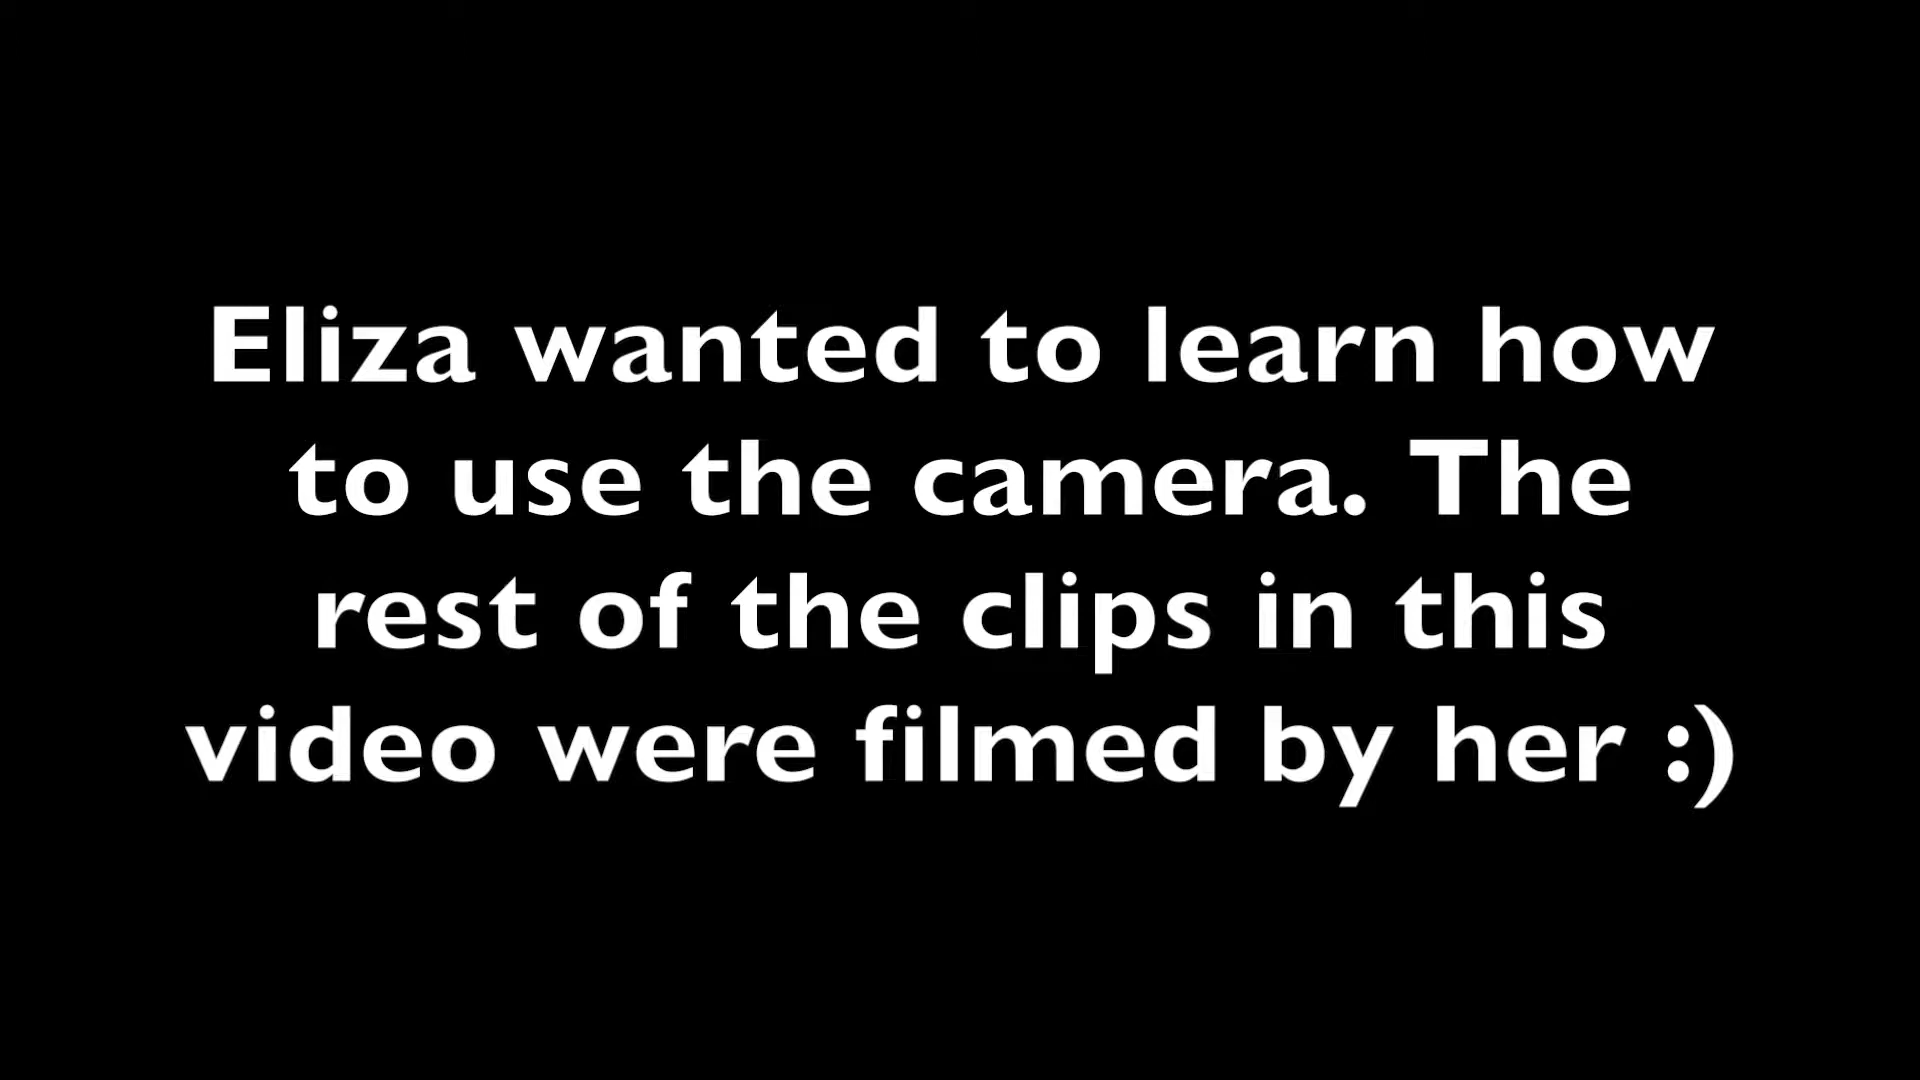 Eliza wanted to learn how
to use the camera. The
rest of the clips in this
video were filmed by her :)